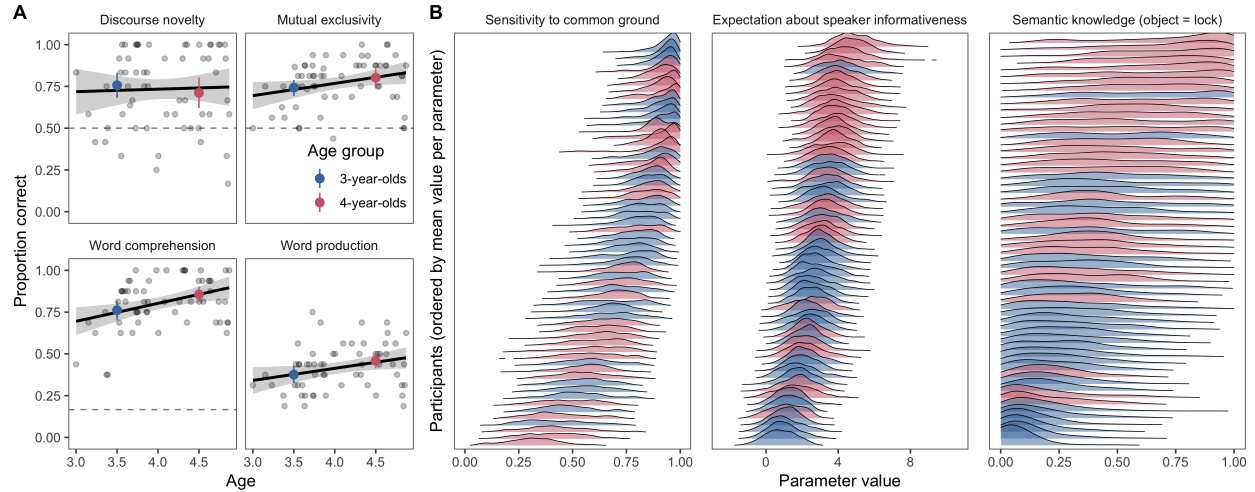 A
Discourse novelty
Mutual exclusivity
1.00
0.75
0.50
0.25
0.00
Age group
3-year-olds
4-year-olds
Word comprehension
Word production
1.00
0.75
0.50
0.25
0.00
3.0 3.5 4.0 4.5
3.0 3.5 4.0 4.5
Proportion correct
Age
B
Sensitivity to common ground
Expectation about speaker informativeness
Semantic knowledge (object = lock)
Participants (ordered by mean value per parameter)
0.00 0.25 0.50 0.75 1.00
0 4 8
0.00 0.25 0.50 0.75 1.00
Parameter value